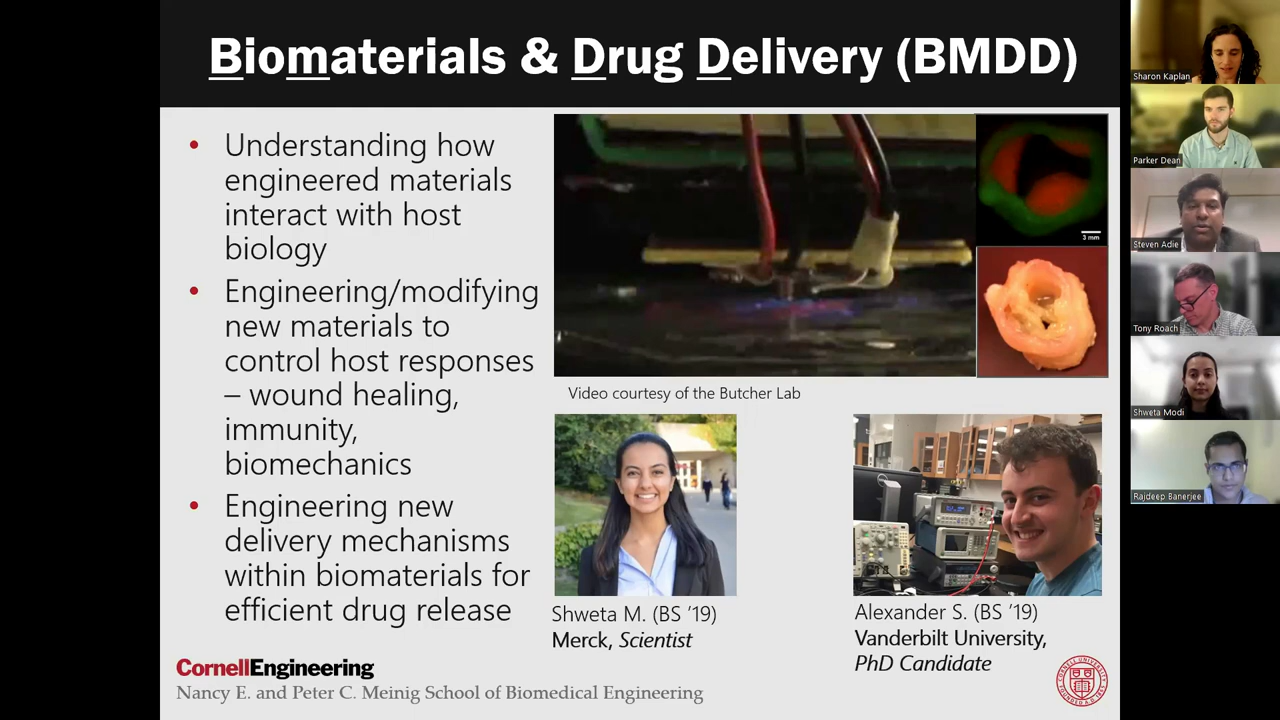 Biomaterials & Drug Delivery (BMDD)
• Understanding how
engineered materials
interact with host
biology
• Engineering/modifying
new materials to
control host responses
– wound healing,
immunity,
biomechanics
• Engineering new
delivery mechanisms
within biomaterials for
efficient drug release
3 mm
Video courtesy of the Butcher Lab
Shweta M. (BS ’19)
Merck, Scientist
Alexander S. (BS ’19)
Vanderbilt University,
PhD Candidate
CornellEngineering
Nancy E. and Peter C. Meinig School of Biomedical Engineering
Sharon Kaplan
Parker Dean
Steven Adie
Tony Roach
Shweta Modi
Rajdeep Banerjee